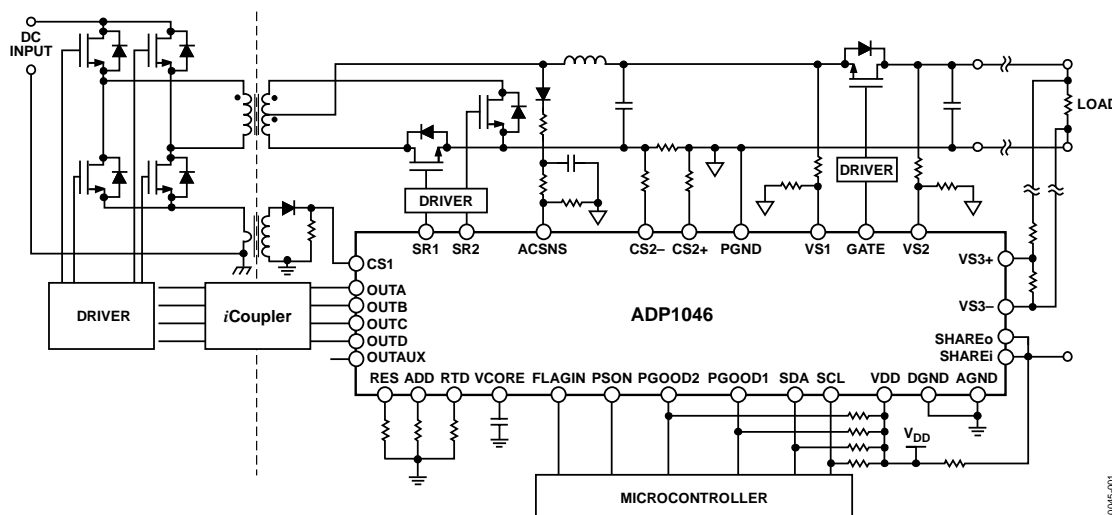 DC
INPUT
LOAD
DRIVER
DRIVER
SR1 SR2 ACSNS CS2– CS2+ PGND VS1 GATE VS2
CS1
VS3+
OUTA
OUTB
OUTC
OUTD
OUTAUX
DRIVER
iCoupler
ADP1046
VS3–
SHAREo
SHAREi
RES ADD RTD VCORE FLAGIN PSON PGOOD2 PGOOD1 SDA SCL VDD DGND AGND
VDD
MICROCONTROLLER